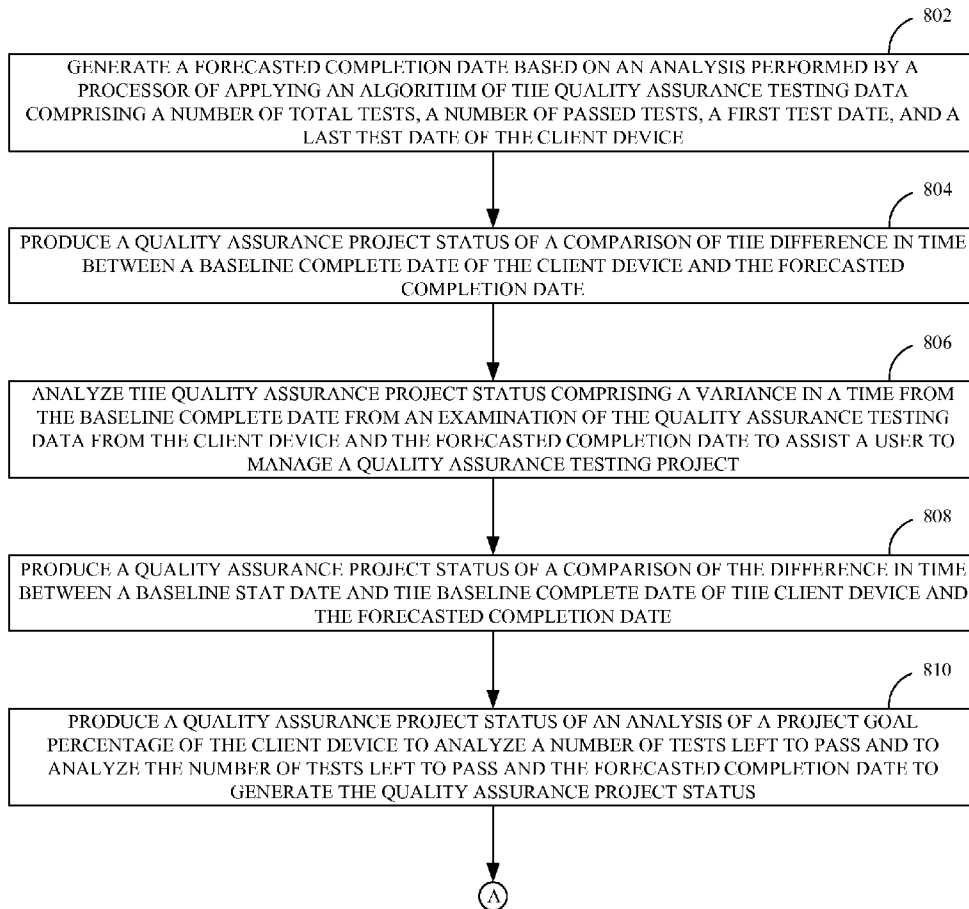 802
GENERATE A FORECASTED COMPLETION DATE BASED ON AN ANALYSIS PERFORMED BY A
PROCESSOR OF APPLYING AN ALGORITHM OF THE QUALITY ASSURANCE TESTING DATA
COMPRISING A NUMBER OF TOTAL TESTS, A NUMBER OF PASSED TESTS, A FIRST TEST DATE, AND A
LAST TEST DATE OF THE CLIENT DEVICE
804
PRODUCE A QUALITY ASSURANCE PROJECT STATUS OF A COMPARISON OF THE DIFFERENCE IN TIME
BETWEEN A BASELINE COMPLETE DATE OF THE CLIENT DEVICE AND THE FORECASTED
COMPLETION DATE
806
ANALYZE THE QUALITY ASSURANCE PROJECT STATUS COMPRISING A VARIANCE IN A TIME FROM
THE BASELINE COMPLETE DATE FROM AN EXAMINATION OF THE QUALITY ASSURANCE TESTING
DATA FROM THE CLIENT DEVICE AND THE FORECASTED COMPLETION DATE TO ASSIST A USER TO
MANAGE A QUALITY ASSURANCE TESTING PROJECT
808
PRODUCE A QUALITY ASSURANCE PROJECT STATUS OF A COMPARISON OF THE DIFFERENCE IN TIME
BETWEEN A BASELINE STAT DATE AND THE BASELINE COMPLETE DATE OF THE CLIENT DEVICE AND
THE FORECASTED COMPLETION DATE
810
PRODUCE A QUALITY ASSURANCE PROJECT STATUS OF AN ANALYSIS OF A PROJECT GOAL
PERCENTAGE OF THE CLIENT DEVICE TO ANALYZE A NUMBER OF TESTS LEFT TO PASS AND TO
ANALYZE THE NUMBER OF TESTS LEFT TO PASS AND THE FORECASTED COMPLETION DATE TO
GENERATE THE QUALITY ASSURANCE PROJECT STATUS
A